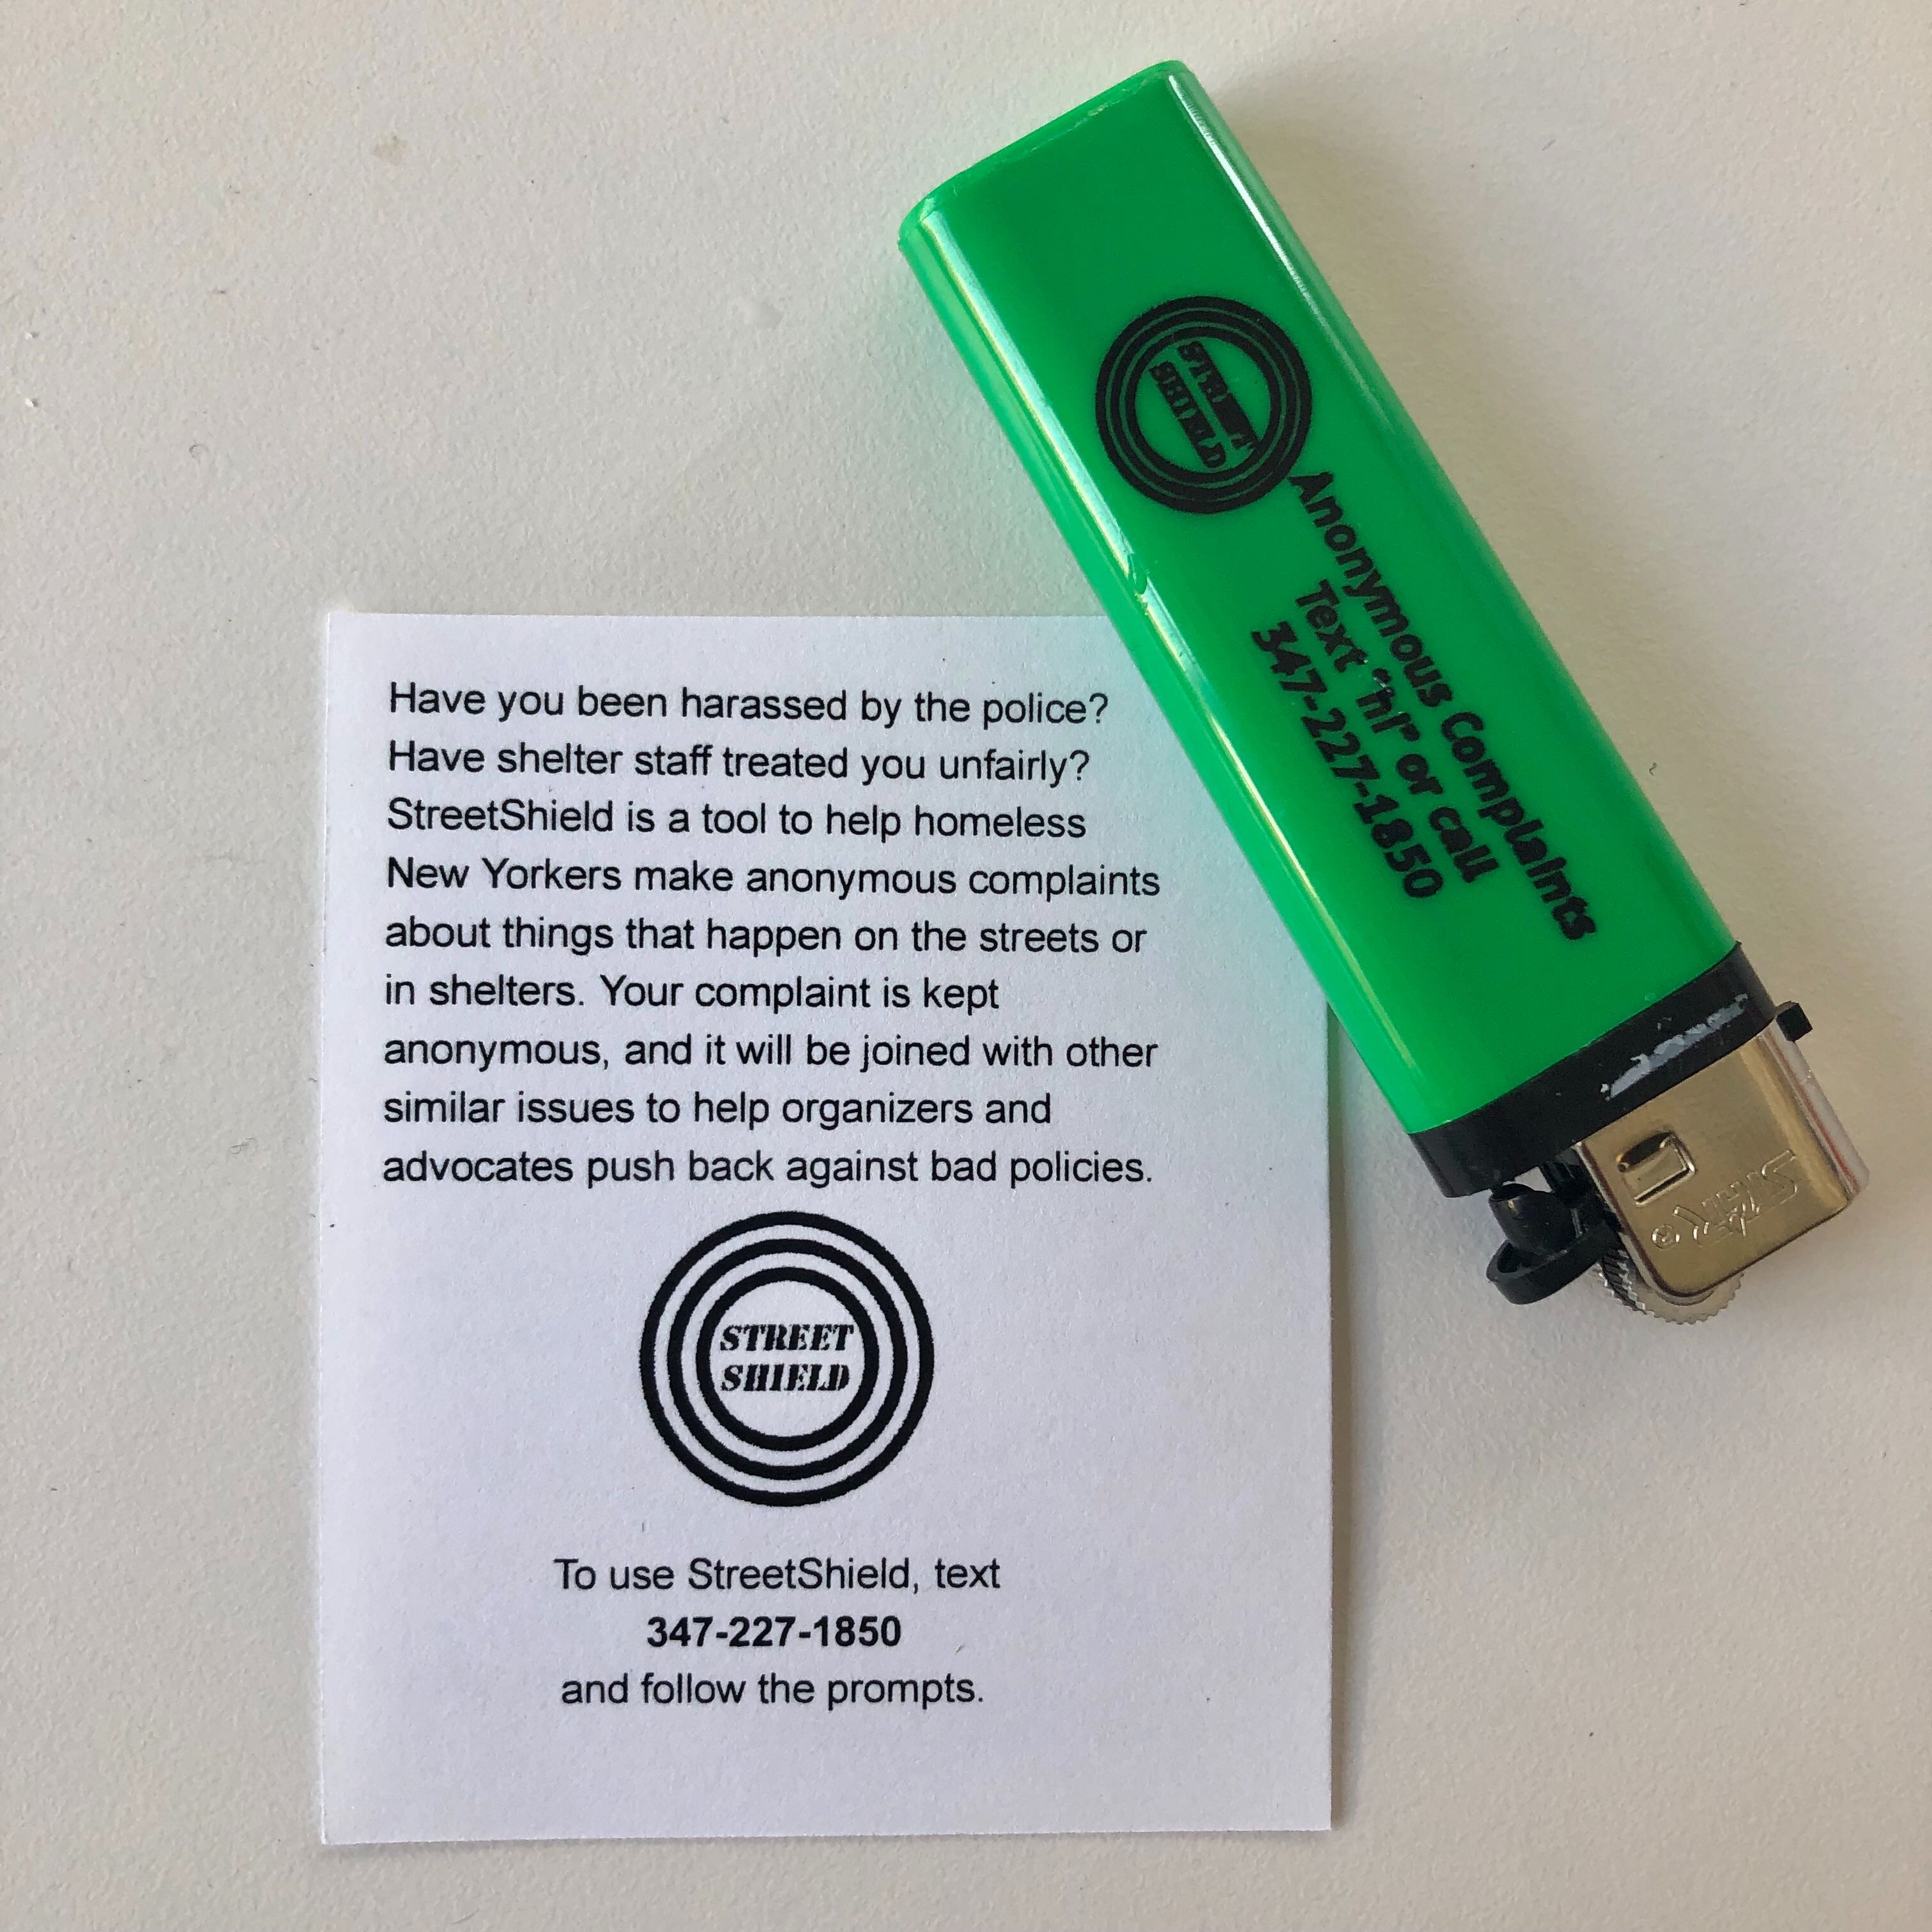 Have you been harassed by the police?
Have shelter staff treated you unfairly?
StreetShield is a tool to help homeless
New Yorkers make anonymous complaints
about things that happen on the streets or
in shelters. Your complaint is kept
anonymous, and it will be joined with other
similar issues to help organizers and
advocates push back against bad policies.
STREET
SHIELD
To use StreetShield, text
347-227-1850
and follow the prompts.
STREET
SHIELD
Anonymous Complaints
Text "hi" or call
347-227-1850
STAR®